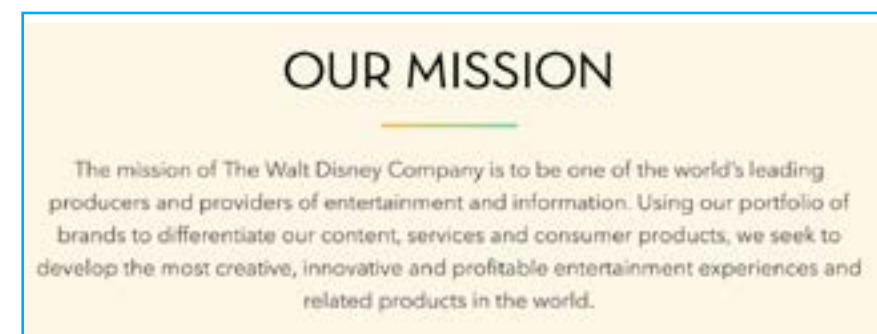 OUR MISSION
The mission of The Walt Disney Company is to be one of the world's leading
producers and providers of entertainment and information. Using our portfolio of
brands to differentiate our content, services and consumer products, we seek to
develop the most creative, innovative and profitable entertainment experiences and
related products in the world.